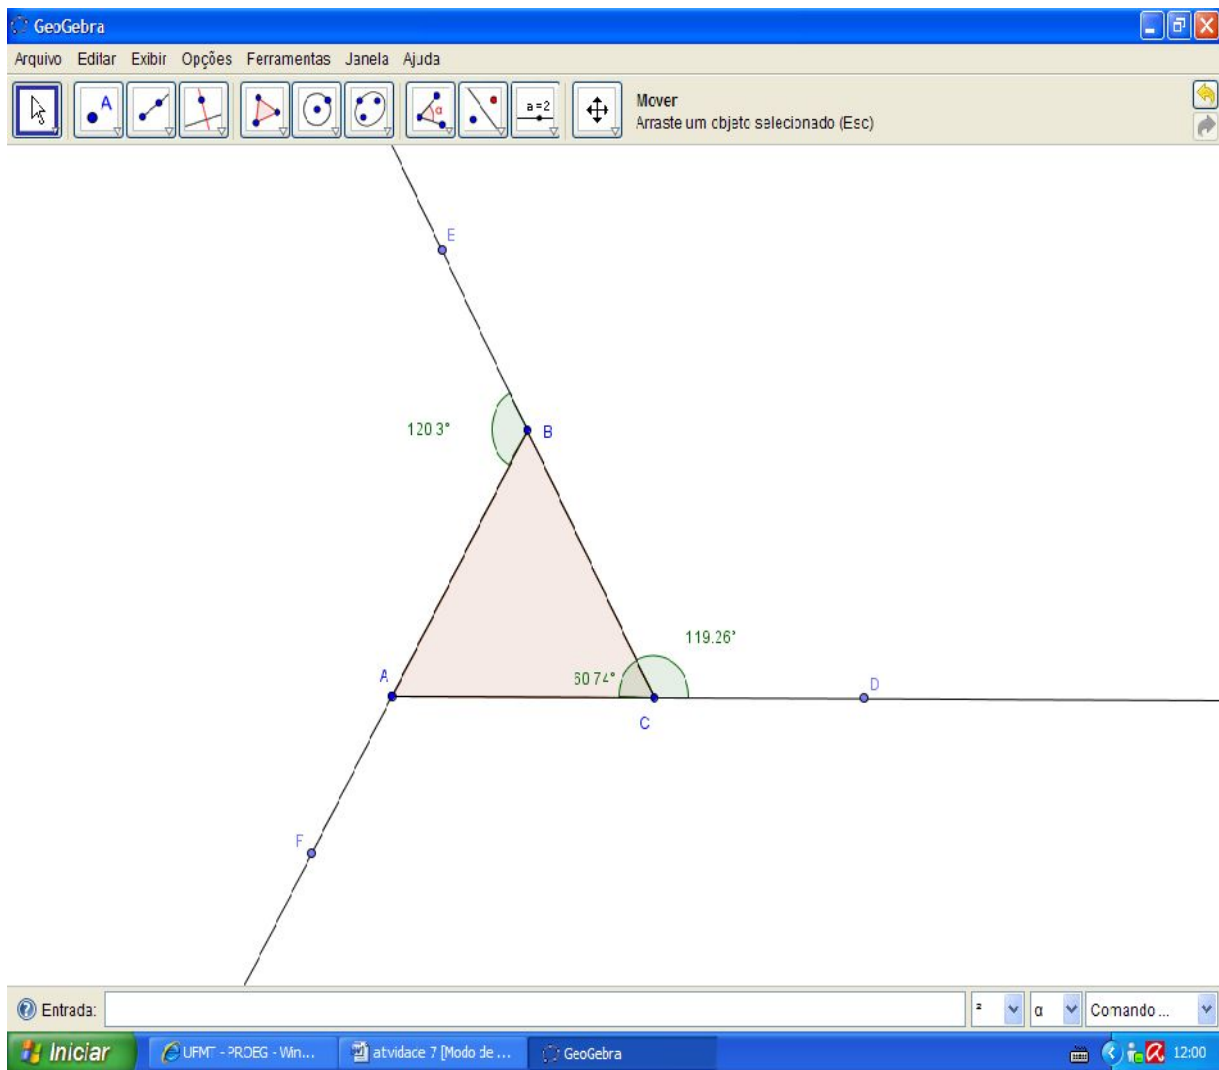 GeoGebra
Arquivo Editar Exibir Opções Ferramentas Janela Ajuda
A α a=2 Mover
Arraste um objeto selecionado (Esc)
E
120.3°
B
119.26°
A
60.74°
D
C
F
Entrada: ² α Comando ...
Iniciar UFMT - PROEG - Win... atvidace 7 [Modo de ... GeoGebra 12:00